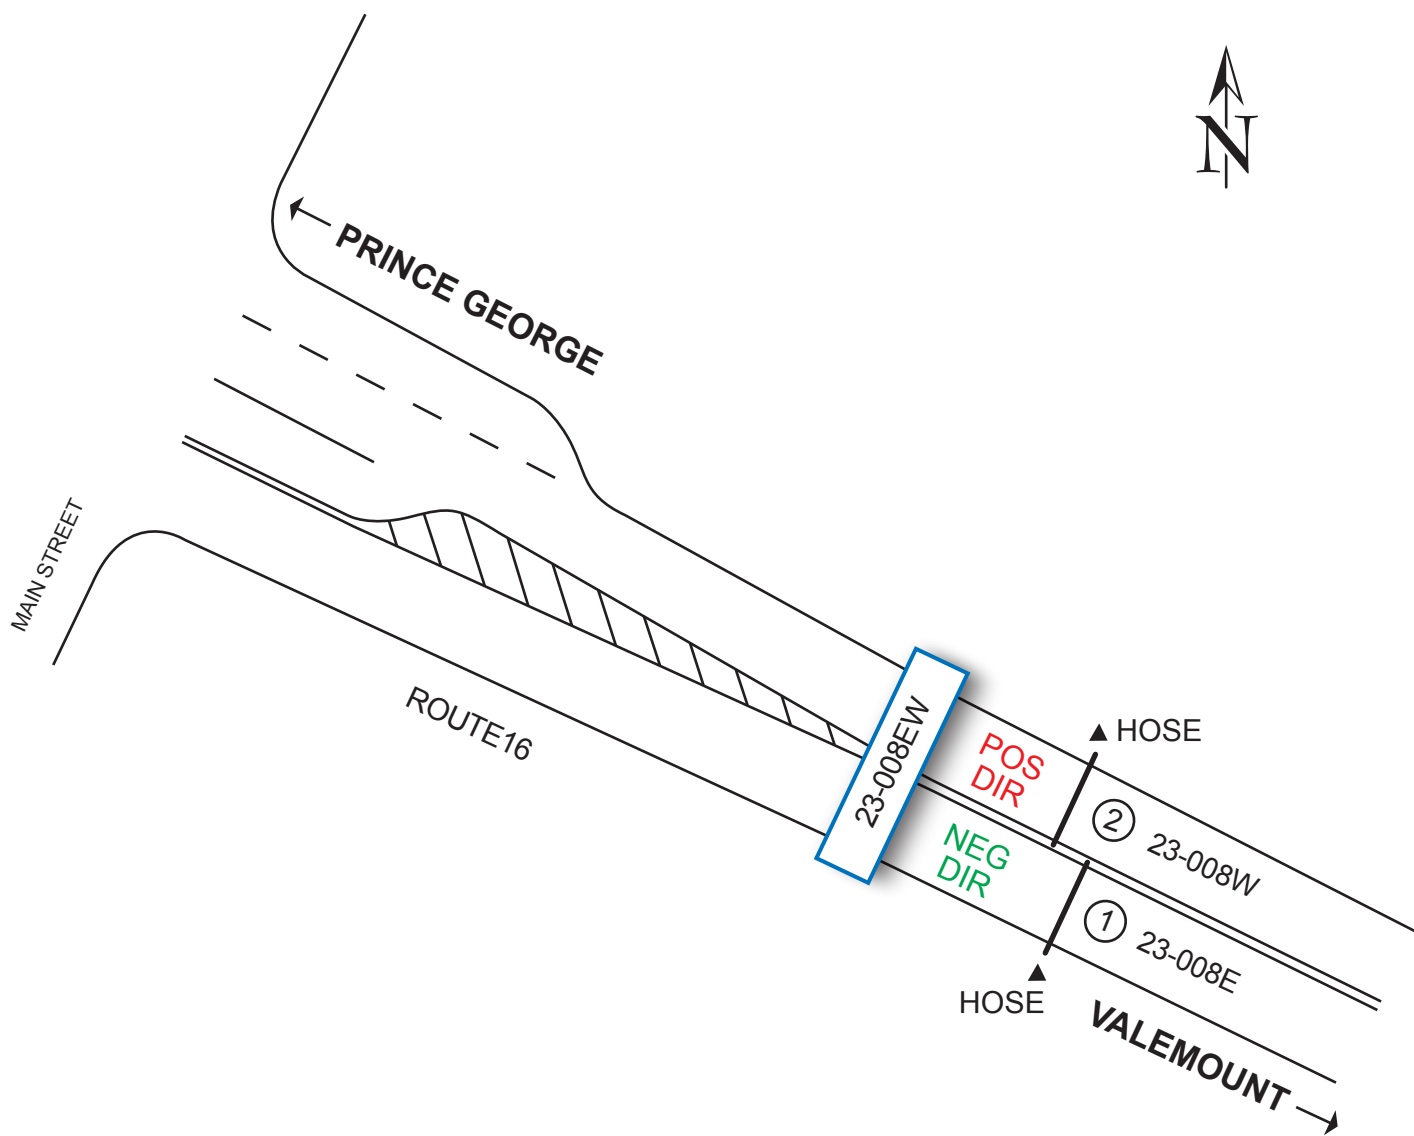 N
PRINCE GEORGE
MAIN STREET
ROUTE16
23-008EW
POS
DIR
HOSE
2
23-008W
NEG
DIR
1
23-008E
HOSE
VALEMOUNT